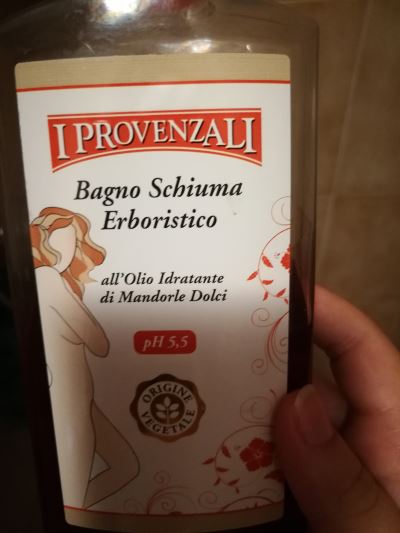 I PROVENZALI
Bagno Schiuma
Erboristico
all'Olio Idratante
di Mandorle Dolci
pH 5,5
ORIGINE
VEGETALE